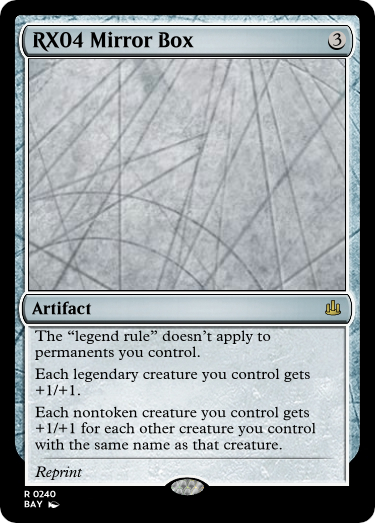 RX04 Mirror Box
3
Artifact
The “legend rule” doesn’t apply to
permanents you control.
Each legendary creature you control gets
+1/+1.
Each nontoken creature you control gets
+1/+1 for each other creature you control
with the same name as that creature.
Reprint
R 0240
BAY